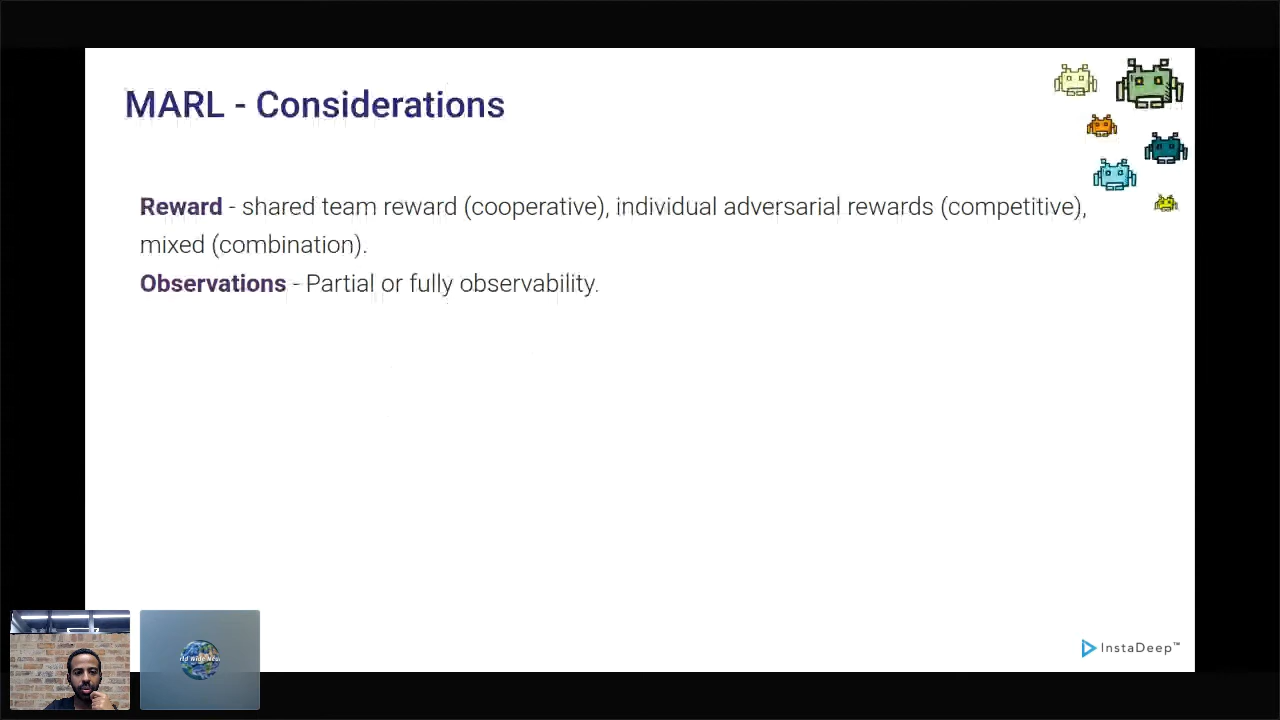 MARL - Considerations
Reward - shared team reward (cooperative), individual adversarial rewards (competitive),
mixed (combination).
Observations - Partial or fully observability.
InstaDeep™